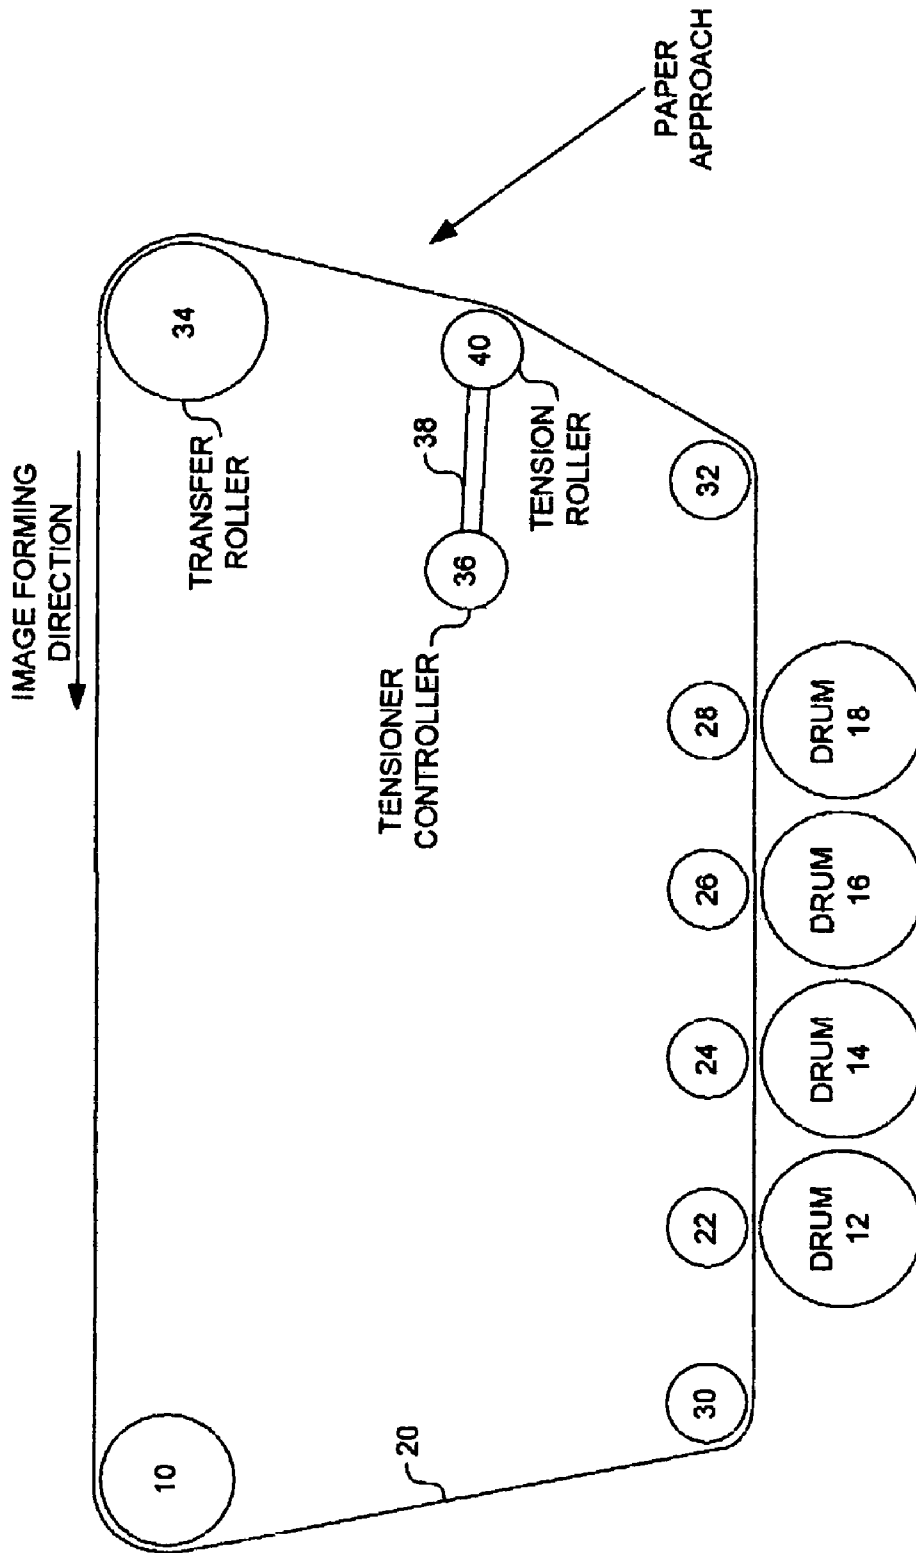 IMAGE FORMING
DIRECTION
PAPER
APPROACH
34
TRANSFER
ROLLER
40
38
36
TENSION
ROLLER
TENSIONER
CONTROLLER
10
20
30
22
24
26
28
32
DRUM
12
DRUM
14
DRUM
16
DRUM
18